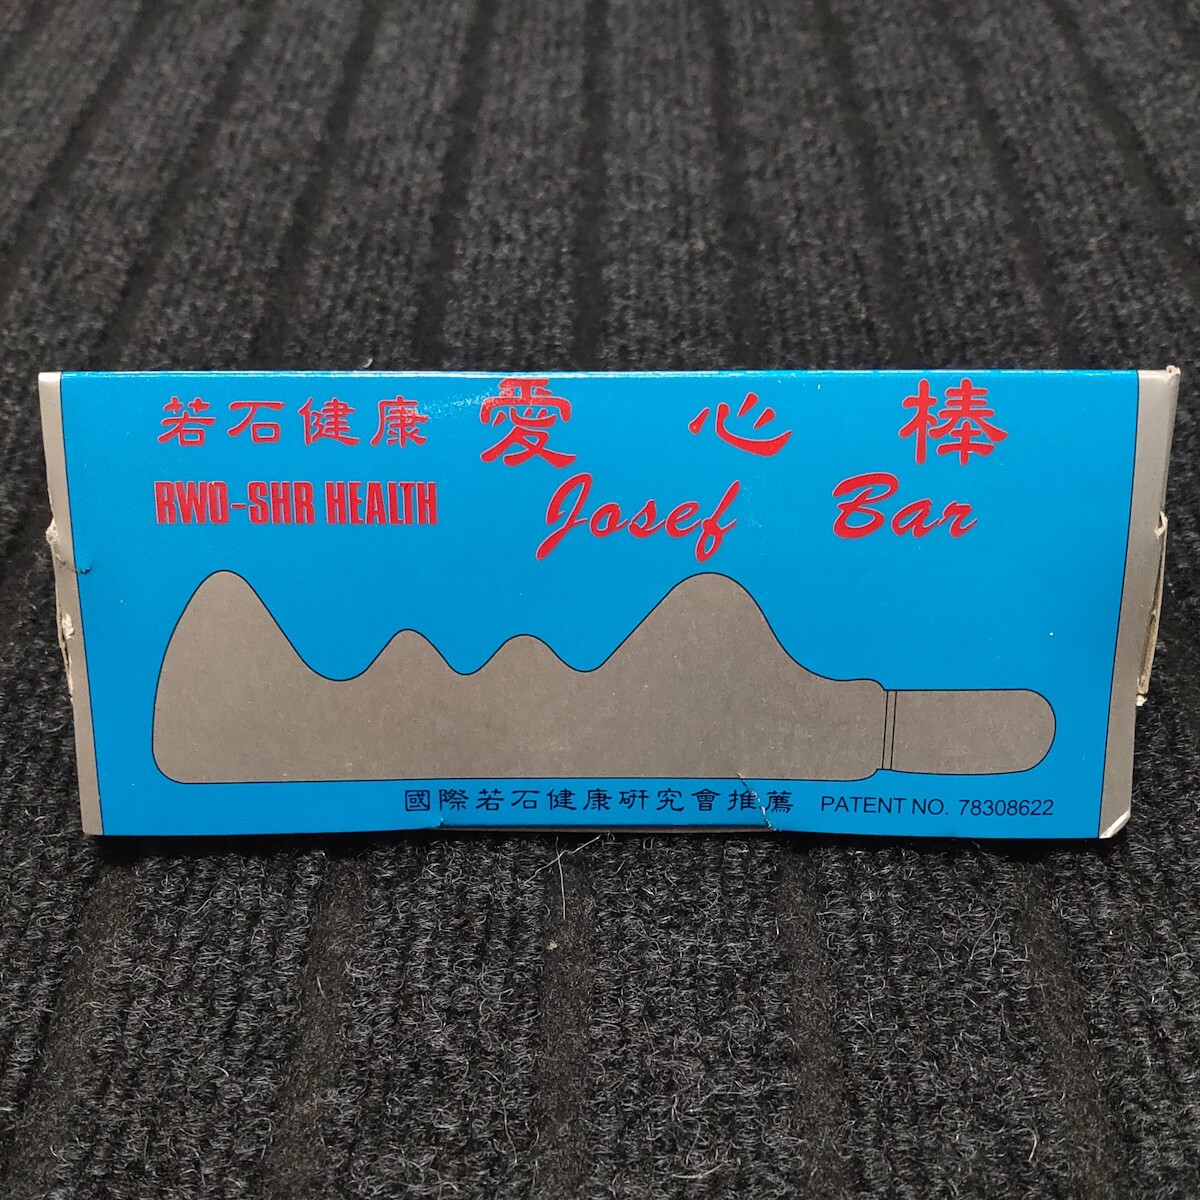 若石健康 愛心棒
RWO-SHR HEALTH Josef Bar
國際若石健康研究會推薦 PATENT NO. 78308622